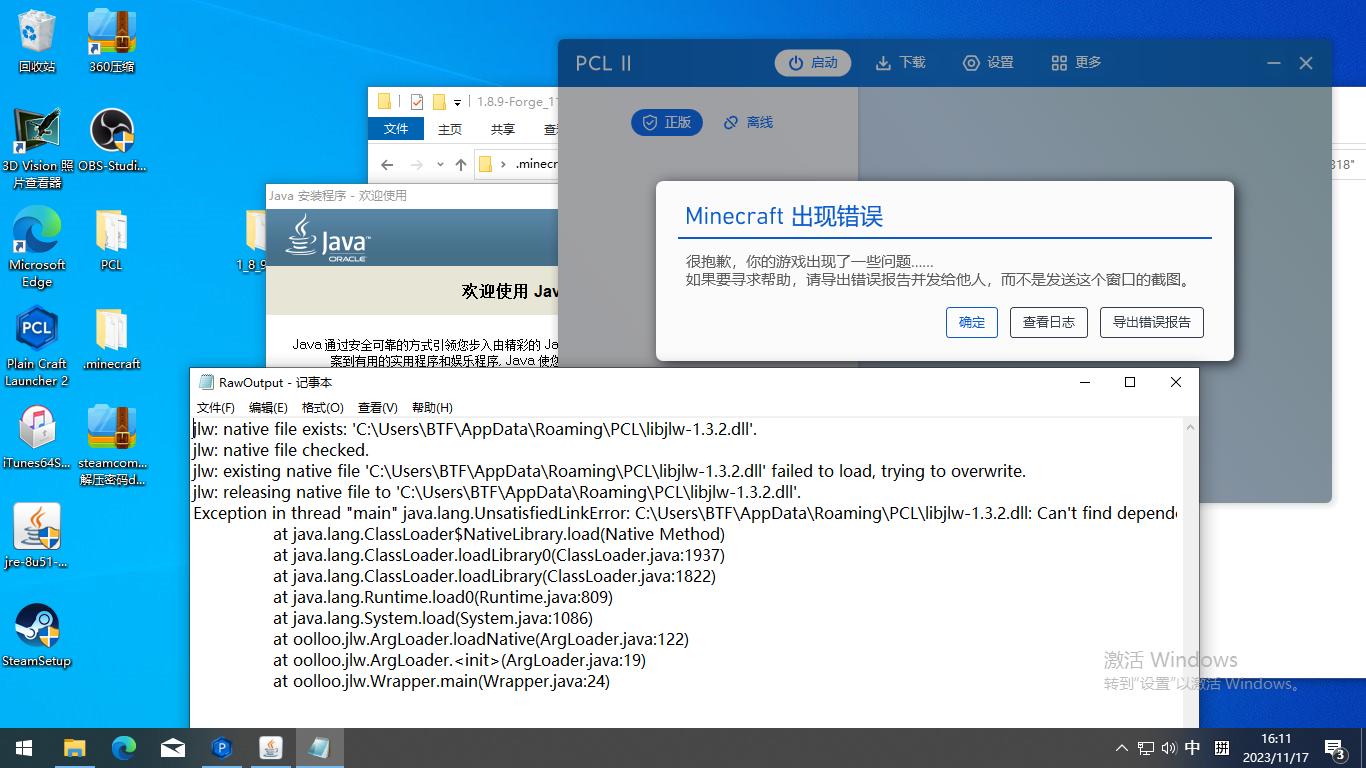 回收站
360压缩
3D Vision 照
片查看器
OBS-Studi...
Microsoft
Edge
PCL
Plain Craft
Launcher 2
.minecraft
iTunes64S...
steamcom...
解压密码d...
jre-8u51-...
SteamSetup
1.8.9-Forge_1
文件
主页
共享
.minec
318"
PCL II
启动
下载
设置
更多
正版
离线
Java 安装程序 - 欢迎使用
Java
ORACLE
欢迎使用 Jav
Java 通过安全可靠的方式引领您步入由精彩的 Ja
案到有用的实用程序和娱乐程序, Java 使您
Minecraft 出现错误
很抱歉，你的游戏出现了一些问题……
如果要寻求帮助，请导出错误报告并发给他人，而不是发送这个窗口的截图。
确定
查看日志
导出错误报告
RawOutput - 记事本
文件(F) 编辑(E) 格式(O) 查看(V) 帮助(H)
jlw: native file exists: 'C:\Users\BTF\AppData\Roaming\PCL\libjlw-1.3.2.dll'.
jlw: native file checked.
jlw: existing native file 'C:\Users\BTF\AppData\Roaming\PCL\libjlw-1.3.2.dll' failed to load, trying to overwrite.
jlw: releasing native file to 'C:\Users\BTF\AppData\Roaming\PCL\libjlw-1.3.2.dll'.
Exception in thread "main" java.lang.UnsatisfiedLinkError: C:\Users\BTF\AppData\Roaming\PCL\libjlw-1.3.2.dll: Can't find depend
at java.lang.ClassLoader$NativeLibrary.load(Native Method)
at java.lang.ClassLoader.loadLibrary0(ClassLoader.java:1937)
at java.lang.ClassLoader.loadLibrary(ClassLoader.java:1822)
at java.lang.Runtime.load0(Runtime.java:809)
at java.lang.System.load(System.java:1086)
at oolloo.jlw.ArgLoader.loadNative(ArgLoader.java:122)
at oolloo.jlw.ArgLoader.<init>(ArgLoader.java:19)
at oolloo.jlw.Wrapper.main(Wrapper.java:24)
激活 Windows
转到"设置"以激活 Windows。
中
拼
16:11
2023/11/17
3